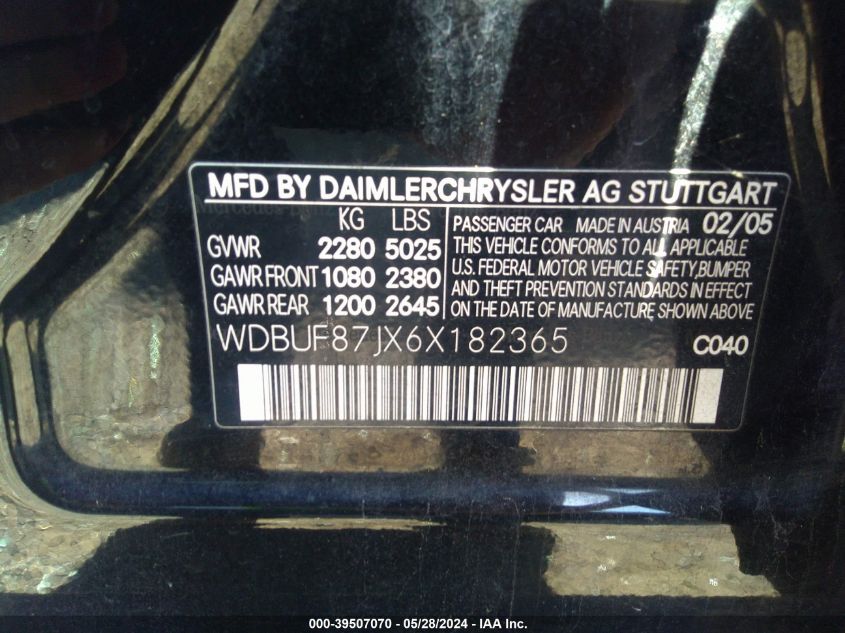 MFD BY DAIMLERCHRYSLER AG STUTTGART
KG LBS
GVWR 2280 5025
GAWR FRONT 1080 2380
GAWR REAR 1200 2645
PASSENGER CAR MADE IN AUSTRIA 02/05
THIS VEHICLE CONFORMS TO ALL APPLICABLE
U.S. FEDERAL MOTOR VEHICLE SAFETY, BUMPER
AND THEFT PREVENTION STANDARDS IN EFFECT
ON THE DATE OF MANUFACTURE SHOWN ABOVE
WDBUF87JX6X182365 C040
000-39507070 - 05/28/2024 - IAA Inc.